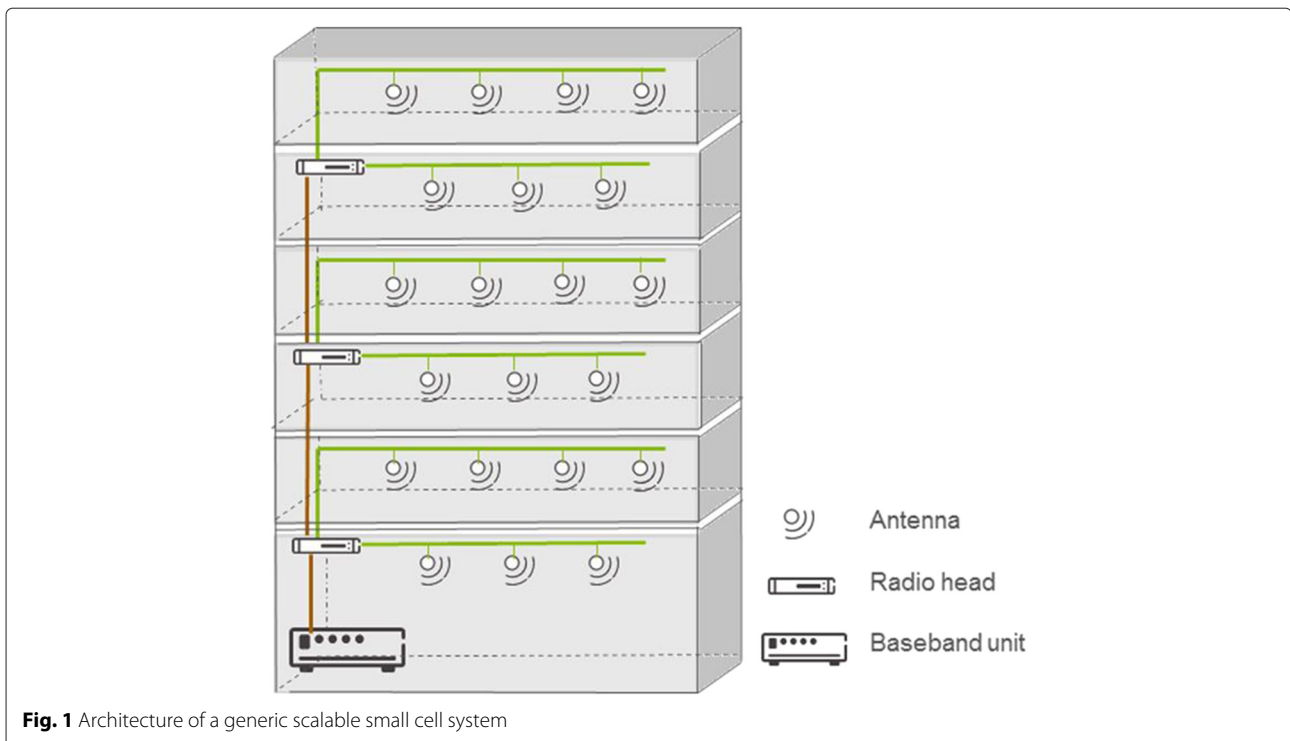 Antenna
Radio head
Baseband unit
Fig. 1 Architecture of a generic scalable small cell system